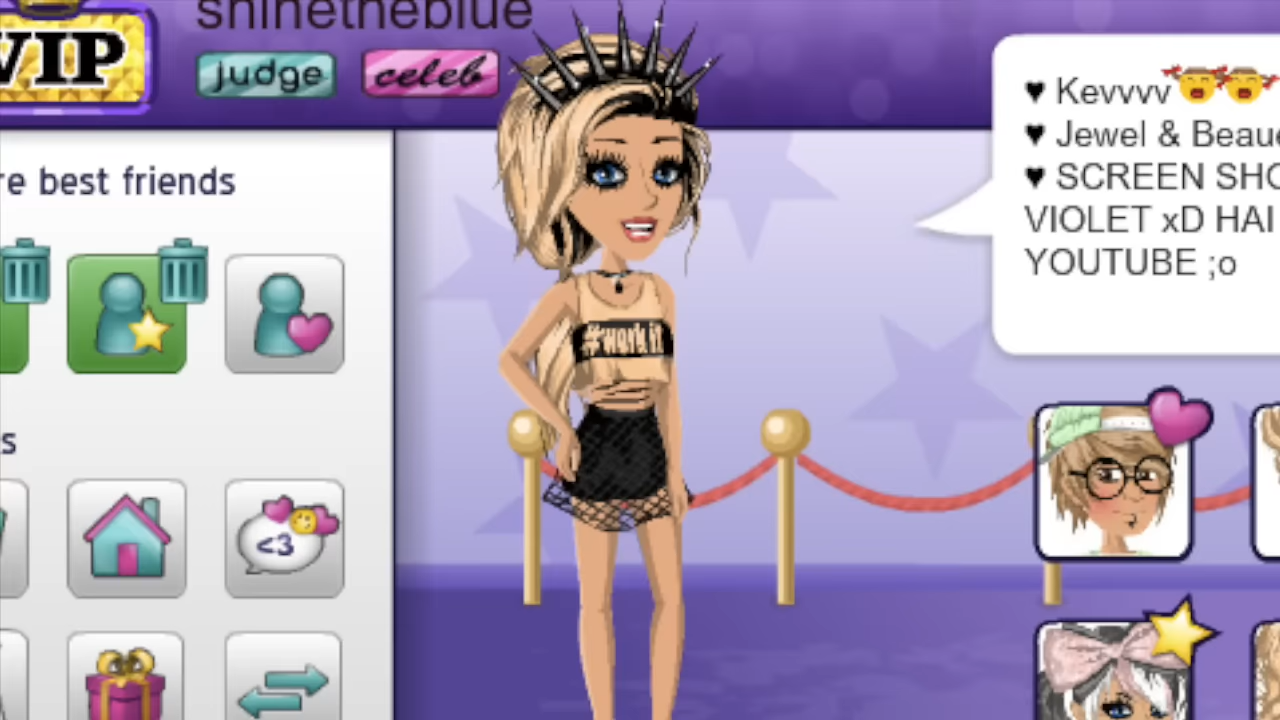 VIP
shinetheblue
judge
celeb
re best friends
♥ Kevvvv
♥ Jewel & Beau
♥ SCREEN SHO
VIOLET xD HAI
YOUTUBE ;o
#work it
s
<3